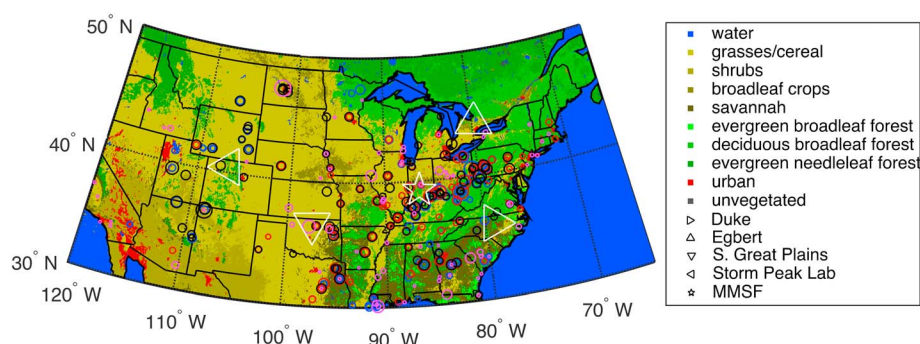 50° N
40° N
30° N
120° W
110° W
100° W
90° W
80° W
70° W
water
grasses/cereal
shrubs
broadleaf crops
savannah
evergreen broadleaf forest
deciduous broadleaf forest
evergreen needleleaf forest
urban
unvegetated
Duke
Egbert
S. Great Plains
Storm Peak Lab
MMSF